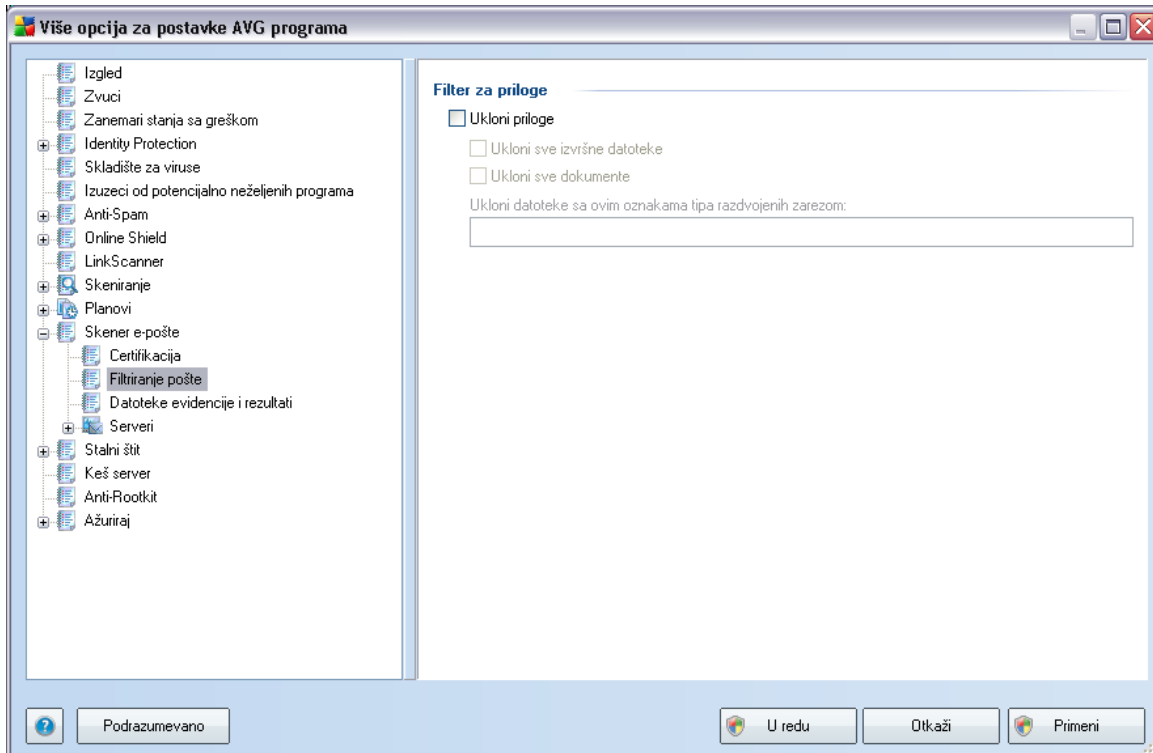 Više opcija za postavke AVG programa
Izgled
Zvuci
Zanemari stanja sa greškom
Identity Protection
Skladište za viruse
Izuzeci od potencijalno neželjenih programa
Anti-Spam
Online Shield
LinkScanner
Skeniranje
Planovi
Skener e-pošte
Certifikacija
Filtriranje pošte
Datoteke evidencije i rezultati
Serveri
Stalni štit
Keš server
Anti-Rootkit
Ažuriraj
Filter za priloge
Ukloni priloge
Ukloni sve izvršne datoteke
Ukloni sve dokumente
Ukloni datoteke sa ovim oznakama tipa razdvojenih zarezom:
Podrazumevano
U redu
Otkaži
Primeni